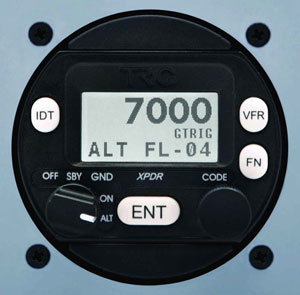 TRIG
7000
IDT
VFR
GTRIG
ALT FL-04
FN
OFF SBY GND XPDR CODE
ON
ALT
ENT